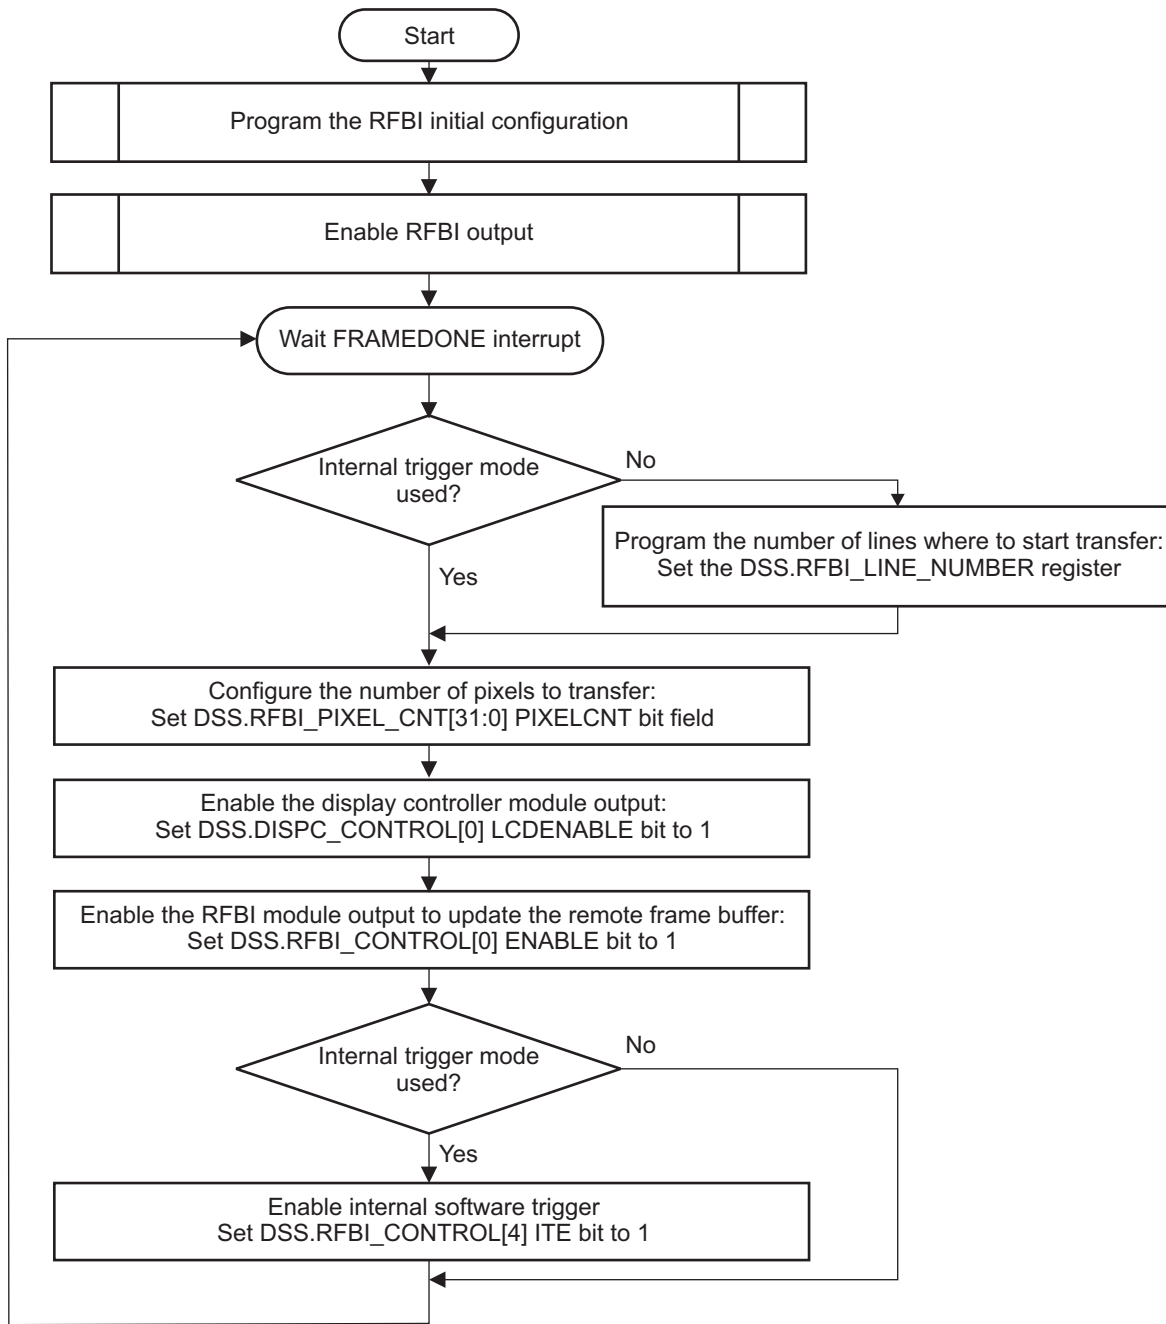 Start
Program the RFBI initial configuration
Enable RFBI output
Wait FRAMEDONE interrupt
Internal trigger mode
used?
No
Program the number of lines where to start transfer:
Set the DSS.RFBI_LINE_NUMBER register
Yes
Configure the number of pixels to transfer:
Set DSS.RFBI_PIXEL_CNT[31:0] PIXELCNT bit field
Enable the display controller module output:
Set DSS.DISPC_CONTROL[0] LCDENABLE bit to 1
Enable the RFBI module output to update the remote frame buffer:
Set DSS.RFBI_CONTROL[0] ENABLE bit to 1
Internal trigger mode
used?
No
Yes
Enable internal software trigger
Set DSS.RFBI_CONTROL[4] ITE bit to 1